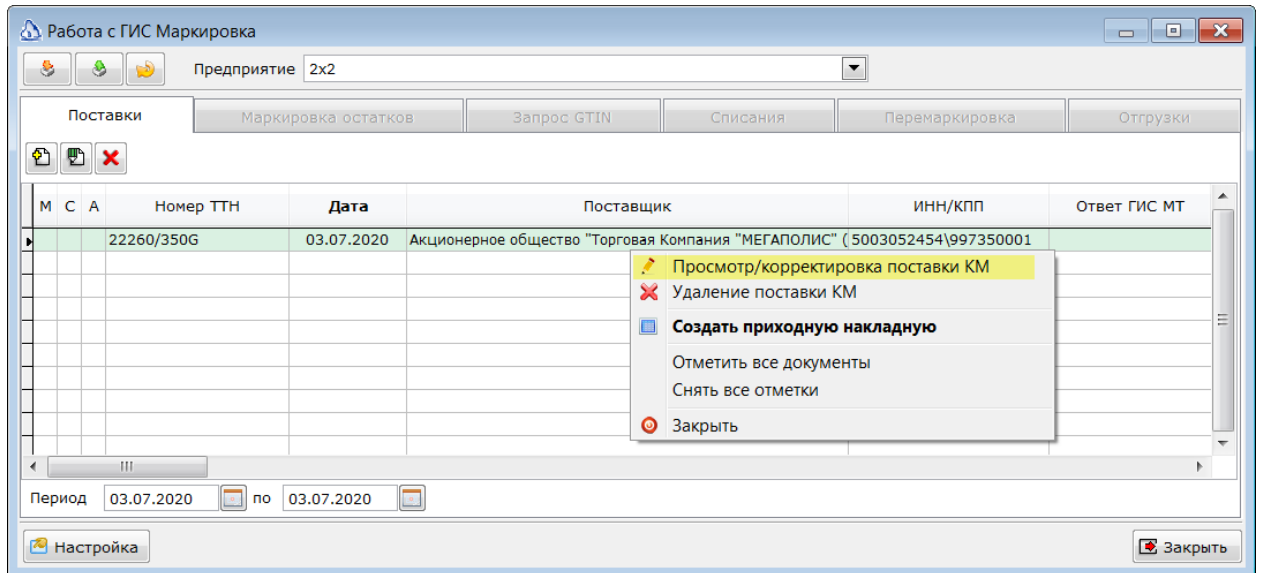 Работа с ГИС Маркировка
Предприятие 2x2
Поставки Маркировка остатков Запрос GTIN Списания Перемаркировка Отгрузки
М С А Номер ТТН Дата Поставщик ИНН/КПП Ответ ГИС МТ
22260/350G 03.07.2020 Акционерное общество "Торговая Компания "МЕГАПОЛИС" ( 5003052454\997350001
Просмотр/корректировка поставки КМ
Удаление поставки КМ
Создать приходную накладную
Отметить все документы
Снять все отметки
Закрыть
Период 03.07.2020 по 03.07.2020
Настройка Закрыть